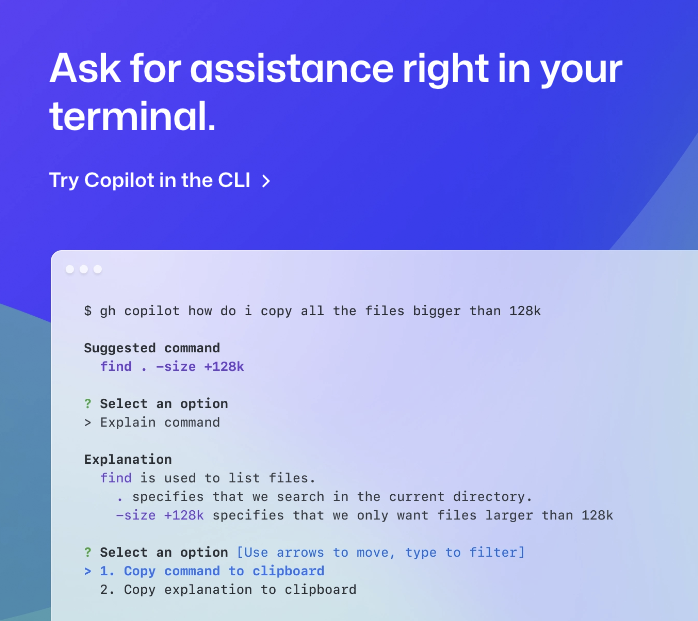 Ask for assistance right in your
terminal.
Try Copilot in the CLI >
$ gh copilot how do i copy all the files bigger than 128k
Suggested command
find . –size +128k
? Select an option
> Explain command
Explanation
find is used to list files.
. specifies that we search in the current directory.
–size +128k specifies that we only want files larger than 128k
? Select an option [Use arrows to move, type to filter]
> 1. Copy command to clipboard
2. Copy explanation to clipboard